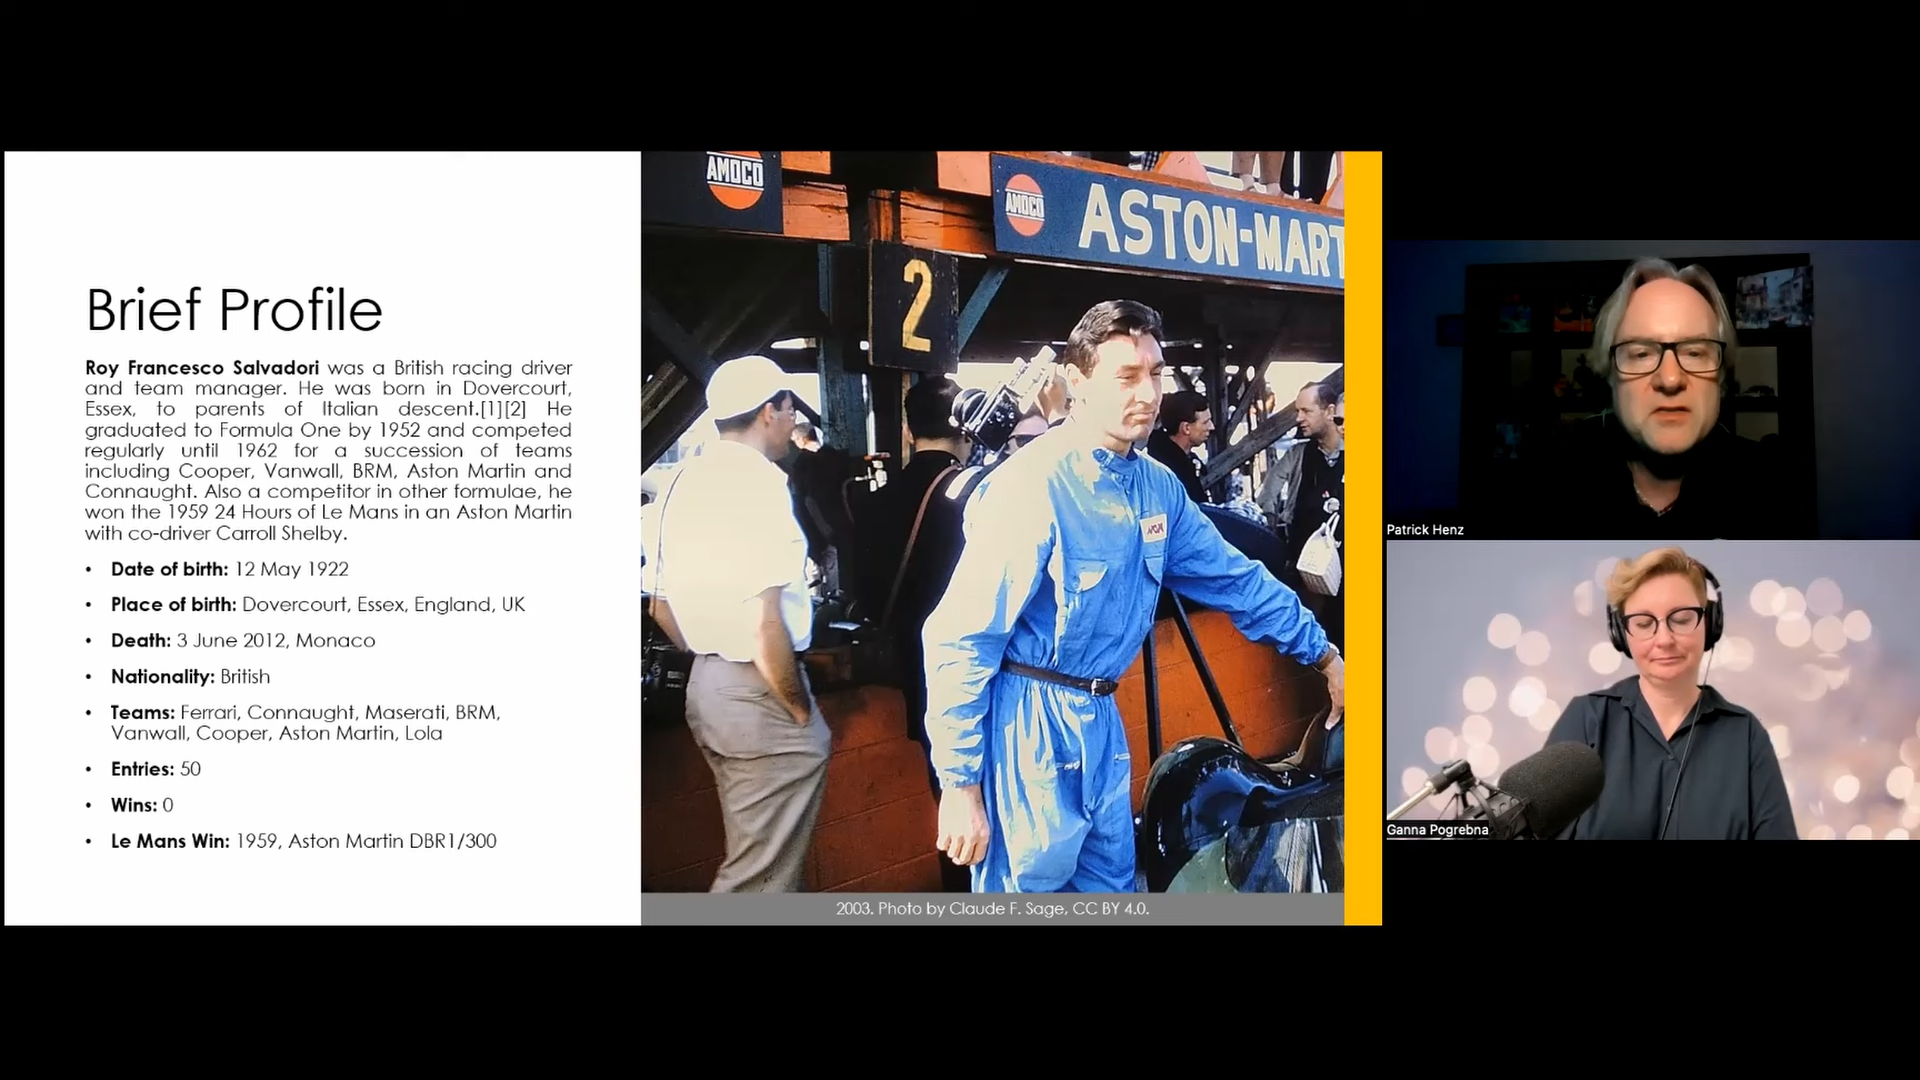 Brief Profile
Roy Francesco Salvadori was a British racing driver
and team manager. He was born in Dovercourt,
Essex, to parents of Italian descent.[1][2] He
graduated to Formula One by 1952 and competed
regularly until 1962 for a succession of teams
including Cooper, Vanwall, BRM, Aston Martin and
Connaught. Also a competitor in other formulae, he
won the 1959 24 Hours of Le Mans in an Aston Martin
with co-driver Carroll Shelby.
• Date of birth: 12 May 1922
• Place of birth: Dovercourt, Essex, England, UK
• Death: 3 June 2012, Monaco
• Nationality: British
• Teams: Ferrari, Connaught, Maserati, BRM,
Vanwall, Cooper, Aston Martin, Lola
• Entries: 50
• Wins: 0
• Le Mans Win: 1959, Aston Martin DBR1/300
AMOCO
AMOCO
ASTON-MART
2
2003. Photo by Claude F. Sage, CC BY 4.0.
Patrick Henz
Ganna Pogrebna